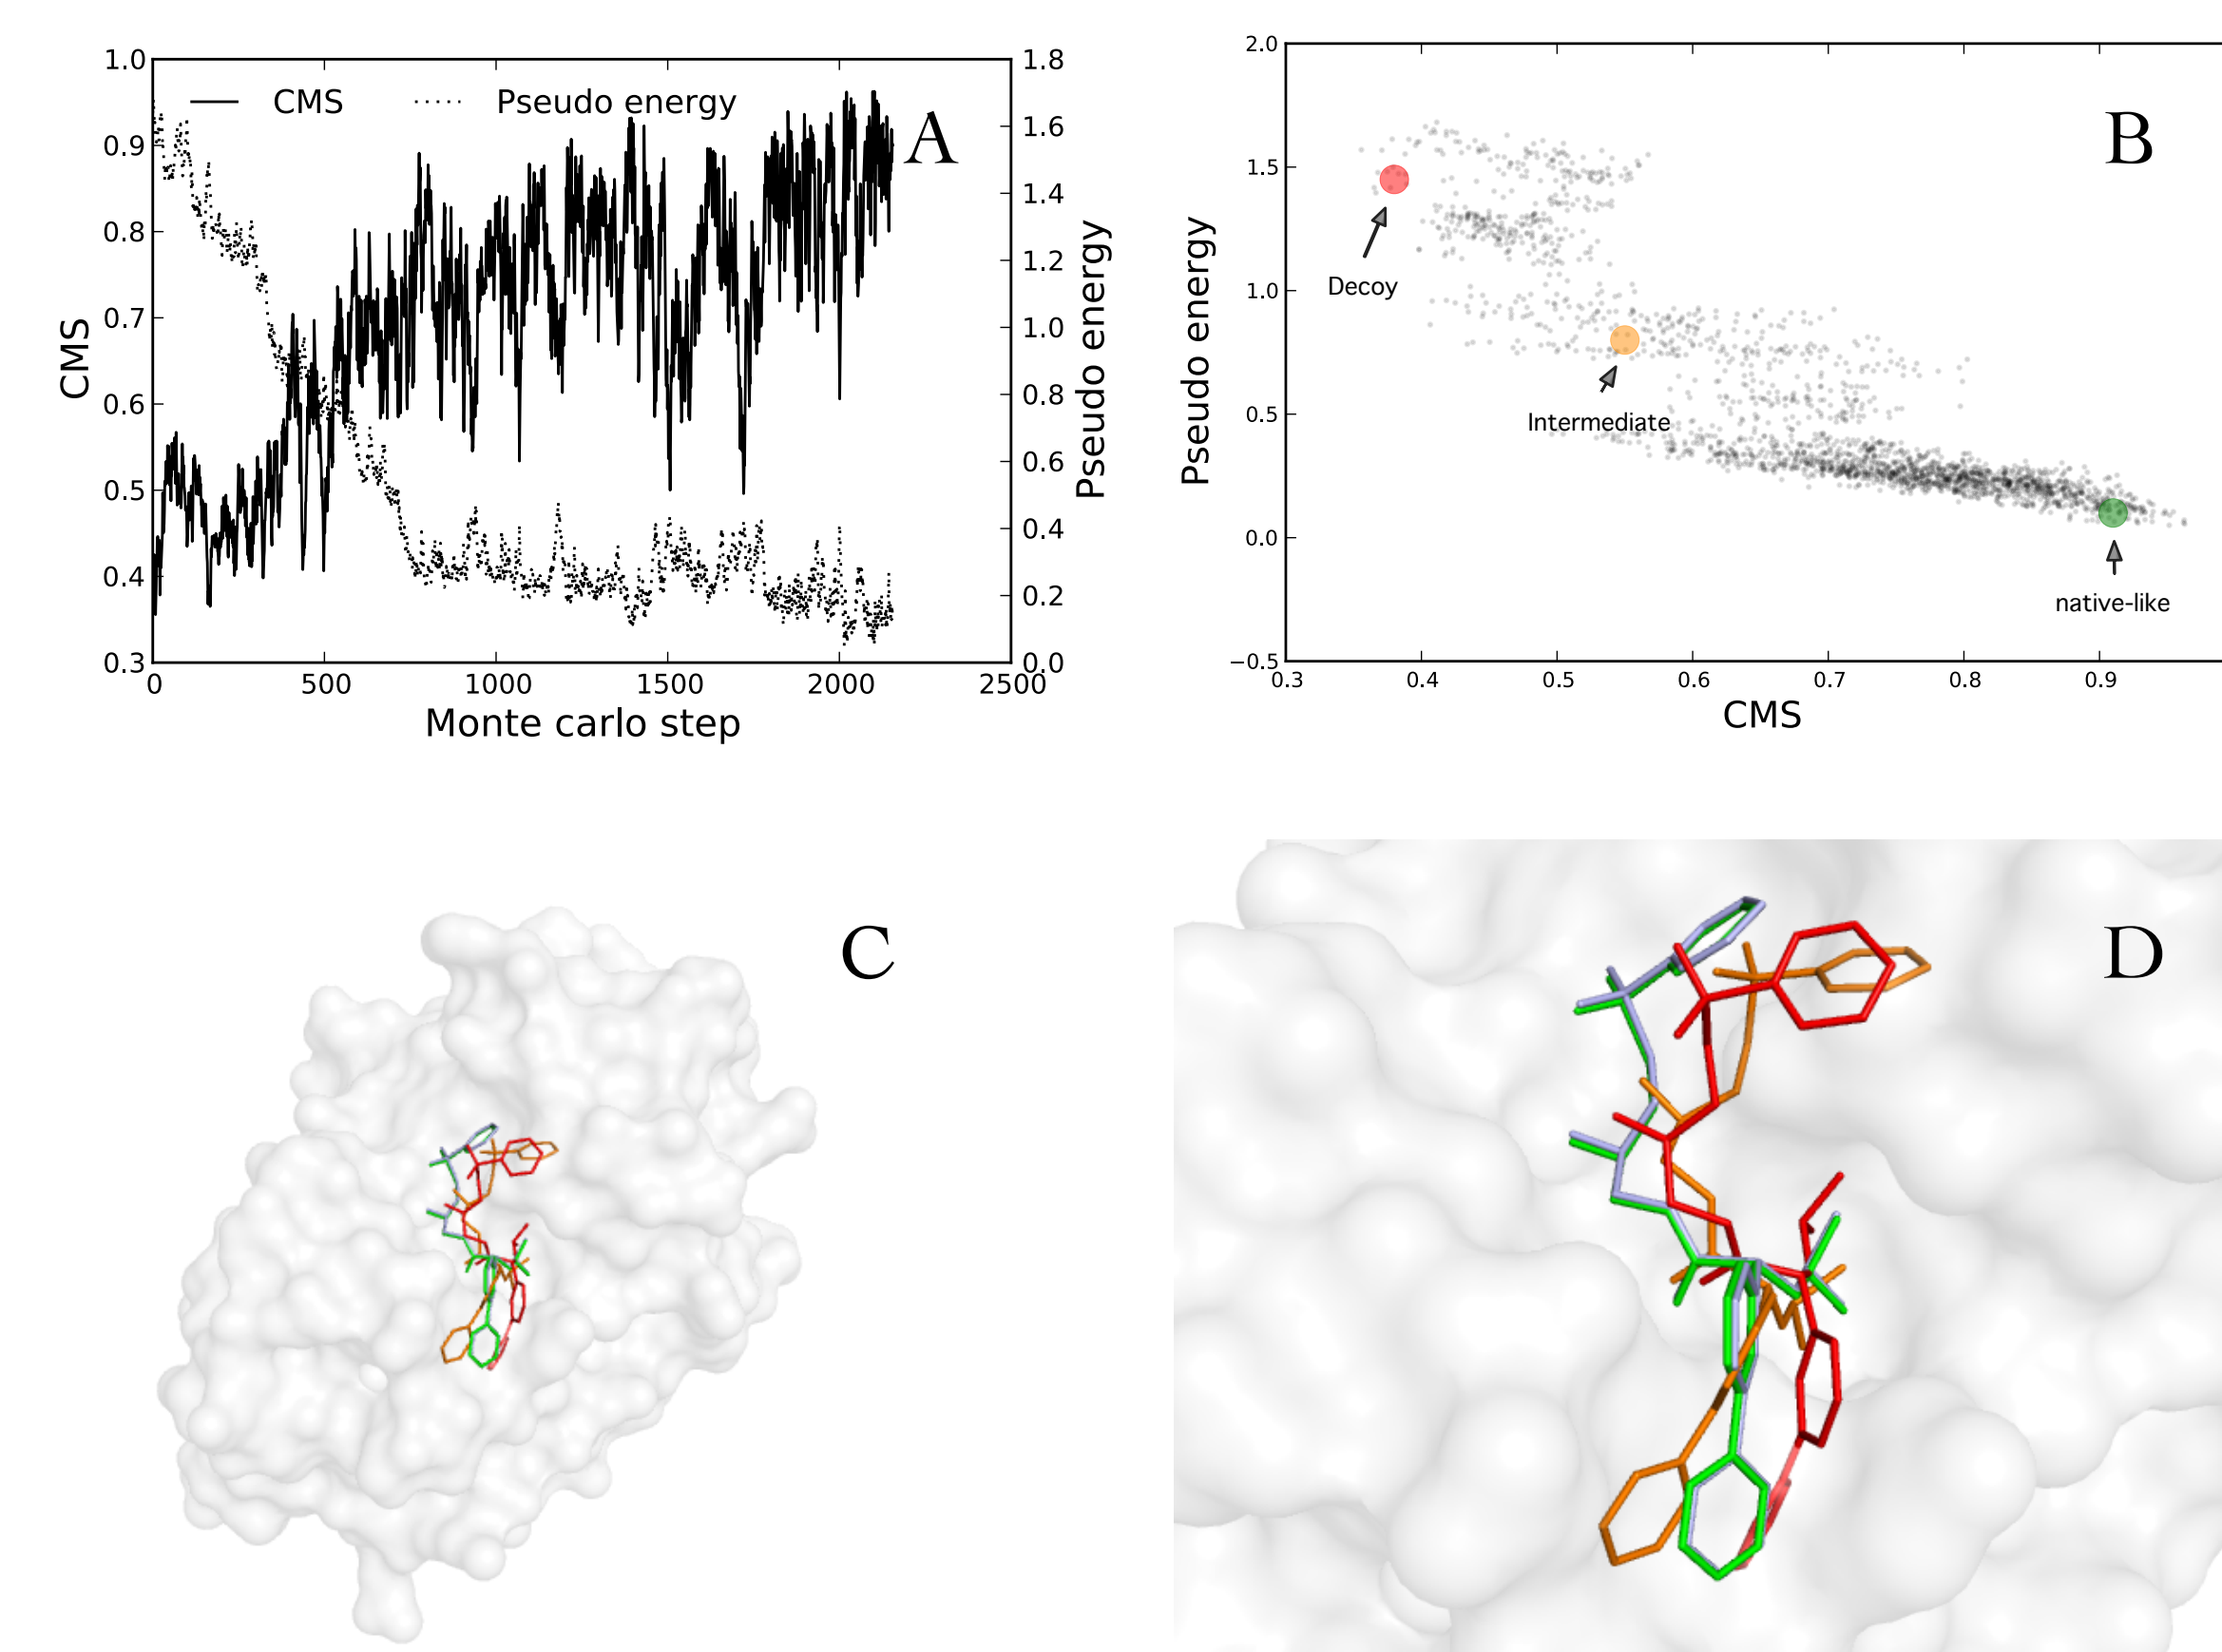 1.0
0.9
0.8
0.7
0.6
0.5
0.4
0.3
CMS
CMS
Pseudo energy
A
1.8
1.6
1.4
1.2
1.0
0.8
0.6
0.4
0.2
0.0
Pseudo energy
0 500 1000 1500 2000 2500
Monte carlo step
2.0
1.5
1.0
0.5
0.0
−0.5
Pseudo energy
B
Decoy
Intermediate
native-like
0.3 0.4 0.5 0.6 0.7 0.8 0.9
CMS
C
D